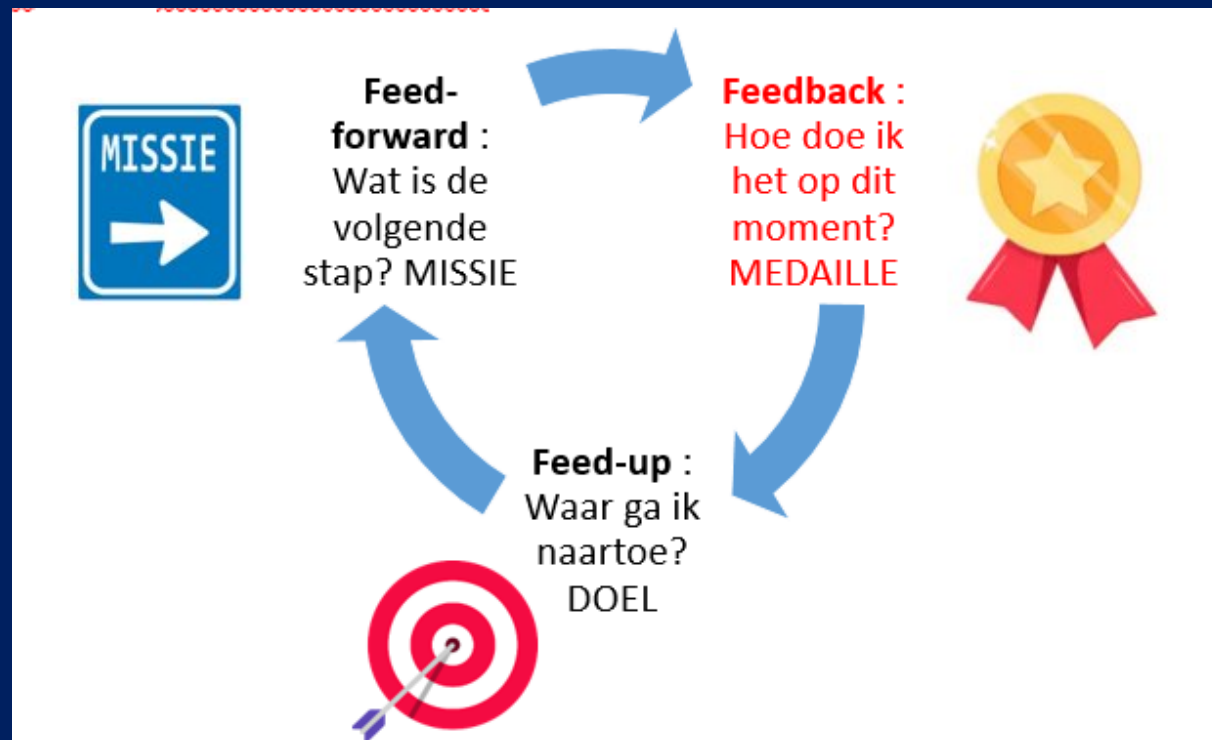 MISSIE
Feed-
forward :
Wat is de
volgende
stap? MISSIE
Feedback :
Hoe doe ik
het op dit
moment?
MEDAILLE
Feed-up :
Waar ga ik
naartoe?
DOEL